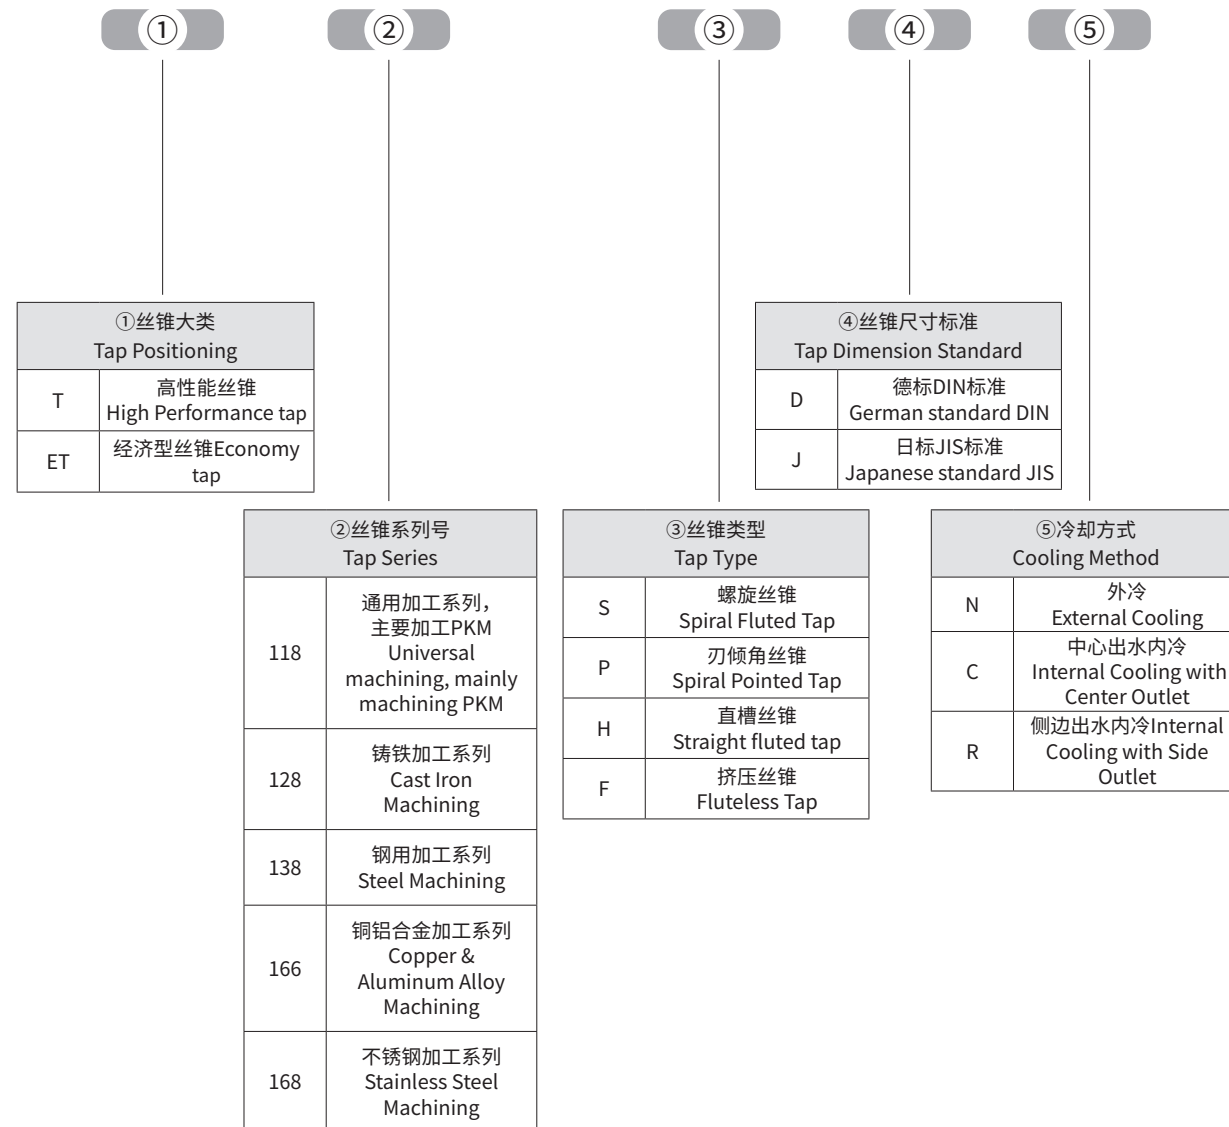 ① ② ③ ④ ⑤
①丝锥大类
Tap Positioning
T
高性能丝锥
High Performance tap
ET
经济型丝锥Economy
tap
④丝锥尺寸标准
Tap Dimension Standard
D
德标DIN标准
German standard DIN
J
日标JIS标准
Japanese standard JIS
②丝锥系列号
Tap Series
118
通用加工系列，
主要加工PKM
Universal
machining, mainly
machining PKM
128
铸铁加工系列
Cast Iron
Machining
138
钢用加工系列
Steel Machining
166
铜铝合金加工系列
Copper &
Aluminum Alloy
Machining
168
不锈钢加工系列
Stainless Steel
Machining
③丝锥类型
Tap Type
S
螺旋丝锥
Spiral Fluted Tap
P
刃倾角丝锥
Spiral Pointed Tap
H
直槽丝锥
Straight fluted tap
F
挤压丝锥
Fluteless Tap
⑤冷却方式
Cooling Method
N
外冷
External Cooling
C
中心出水内冷
Internal Cooling with
Center Outlet
R
侧边出水内冷Internal
Cooling with Side
Outlet